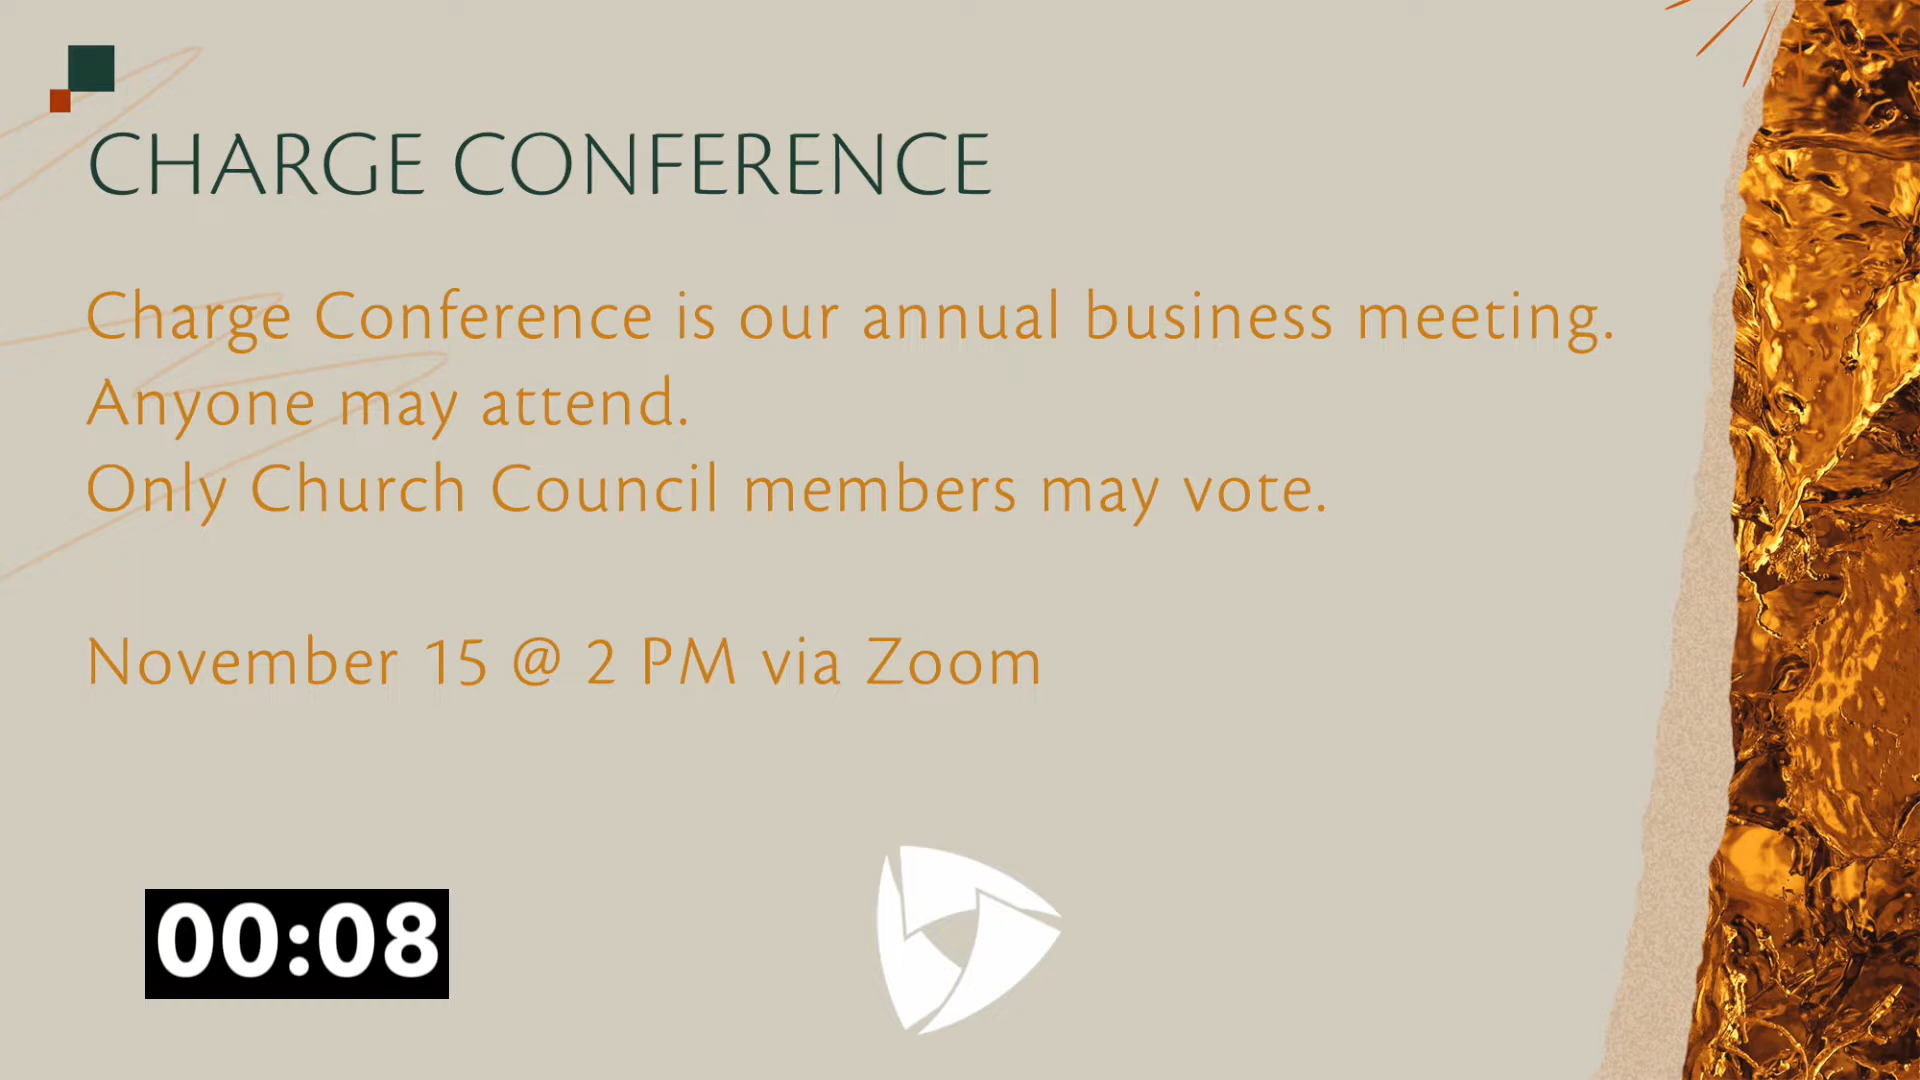 CHARGE CONFERENCE
Charge Conference is our annual business meeting.
Anyone may attend.
Only Church Council members may vote.
November 15 @ 2 PM via Zoom
00:08